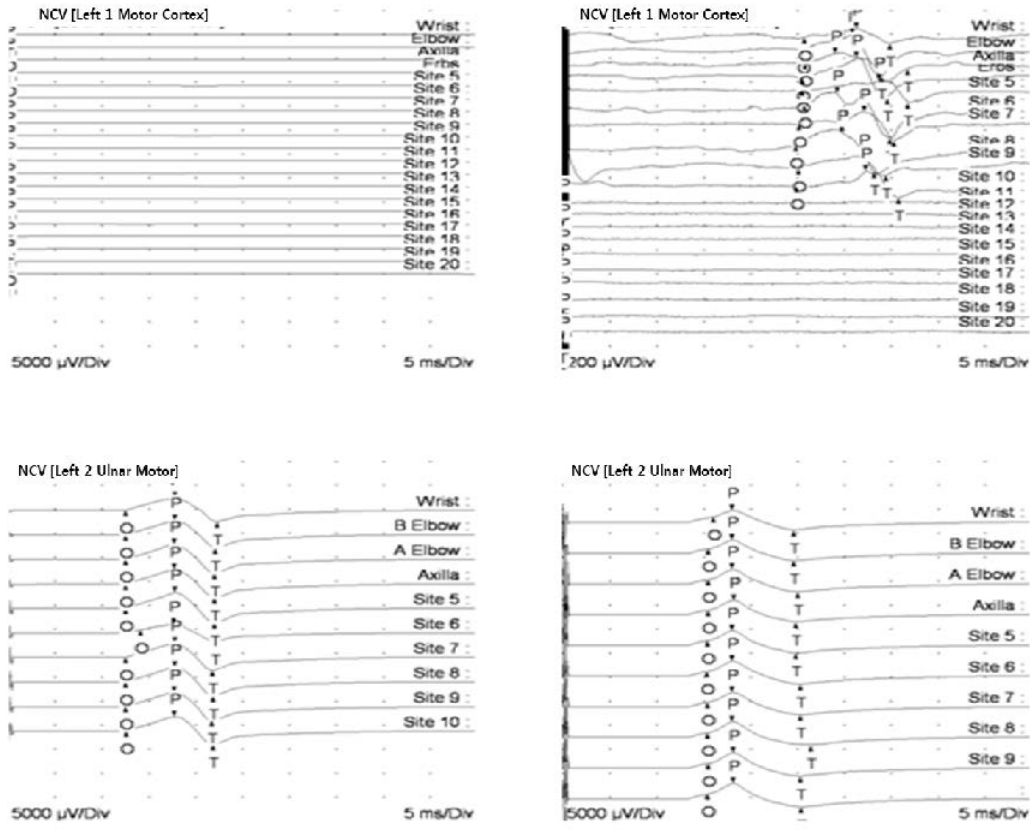 NCV [Left 1 Motor Cortex]
Wrist :
Elbow
Axilla
Erbs
Site 5
Site 6
Site 7
Site 8
Site 9
Site 10
Site 11
Site 12
Site 13
Site 14
Site 15
Site 16
Site 17
Site 18
Site 19
Site 20
5000 µV/Div
5 ms/Div
NCV [Left 1 Motor Cortex]
Wrist :
Elbow
Axilla
Erbs
Site 5
Site 6
Site 7
Site 8
Site 9
Site 10
Site 11
Site 12
Site 13
Site 14
Site 15
Site 16
Site 17
Site 18
Site 19
Site 20
P
P
P
P T
P
T
T
P
T
T
P
P
T
P
T T
T
O
O
O
O
O
O
O
O
O
200 µV/Div
5 ms/Div
NCV [Left 2 Ulnar Motor]
Wrist :
B Elbow :
A Elbow :
Axilla :
Site 5 :
Site 6 :
Site 7 :
Site 8 :
Site 9 :
Site 10 :
O P T
O P T
O P T
O P T
O P T
O P T
O P T
O P T
O P T
O T
5000 µV/Div
5 ms/Div
NCV [Left 2 Ulnar Motor]
Wrist :
B Elbow :
A Elbow :
Axilla :
Site 5 :
Site 6 :
Site 7 :
Site 8 :
Site 9 :
P
O P T
O P T
O P T
O P T
O P T
O P T
O P T
O P T
O P T
O
5000 µV/Div
5 ms/Div